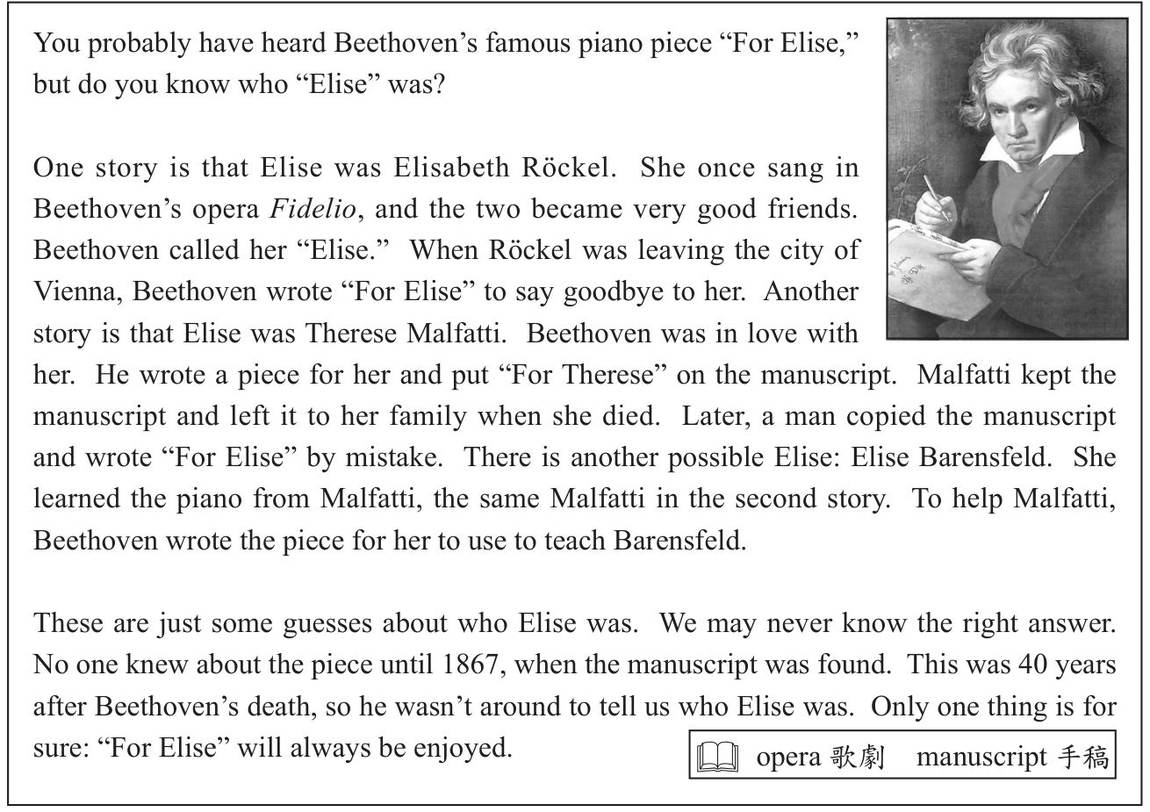 You probably have heard Beethoven’s famous piano piece “For Elise,”
but do you know who “Elise” was?
One story is that Elise was Elisabeth Röckel. She once sang in
Beethoven’s opera Fidelio, and the two became very good friends.
Beethoven called her “Elise.” When Röckel was leaving the city of
Vienna, Beethoven wrote “For Elise” to say goodbye to her. Another
story is that Elise was Therese Malfatti. Beethoven was in love with
her. He wrote a piece for her and put “For Therese” on the manuscript. Malfatti kept the
manuscript and left it to her family when she died. Later, a man copied the manuscript
and wrote “For Elise” by mistake. There is another possible Elise: Elise Barensfeld. She
learned the piano from Malfatti, the same Malfatti in the second story. To help Malfatti,
Beethoven wrote the piece for her to use to teach Barensfeld.
These are just some guesses about who Elise was. We may never know the right answer.
No one knew about the piece until 1867, when the manuscript was found. This was 40 years
after Beethoven’s death, so he wasn’t around to tell us who Elise was. Only one thing is for
sure: “For Elise” will always be enjoyed.
opera 歌劇 manuscript 手稿